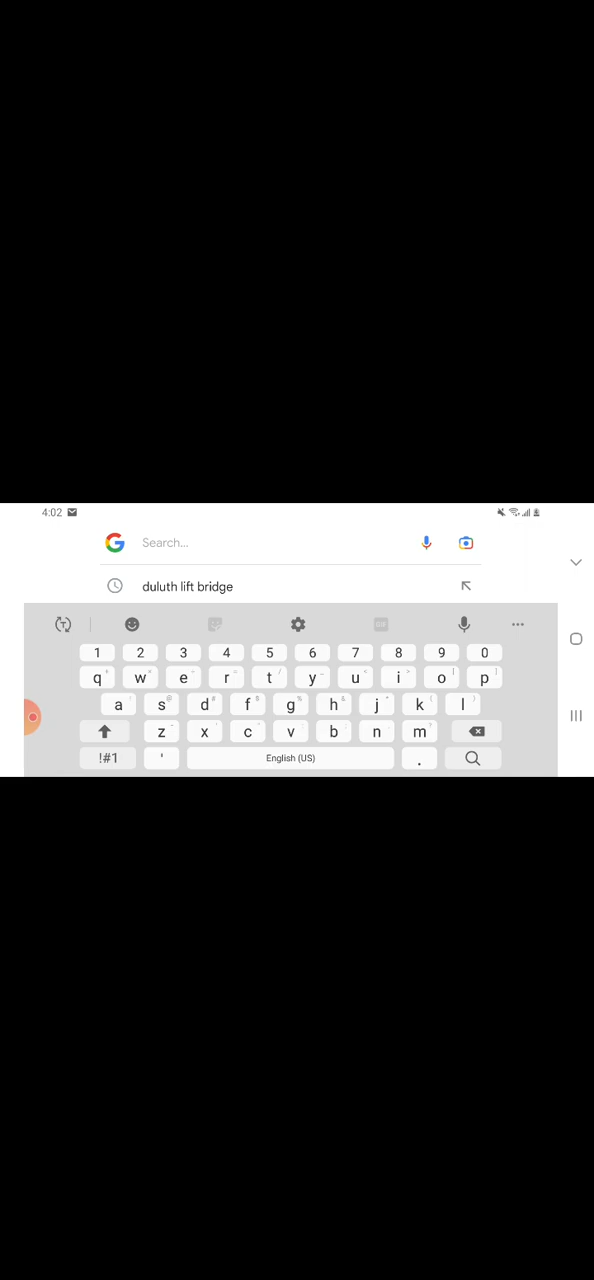 4:02
Search...
duluth lift bridge
1 2 3 4 5 6 7 8 9 0
q w e r t y u i o p
a s d f g h j k l
z x c v b n m
!#1 ' English (US) .